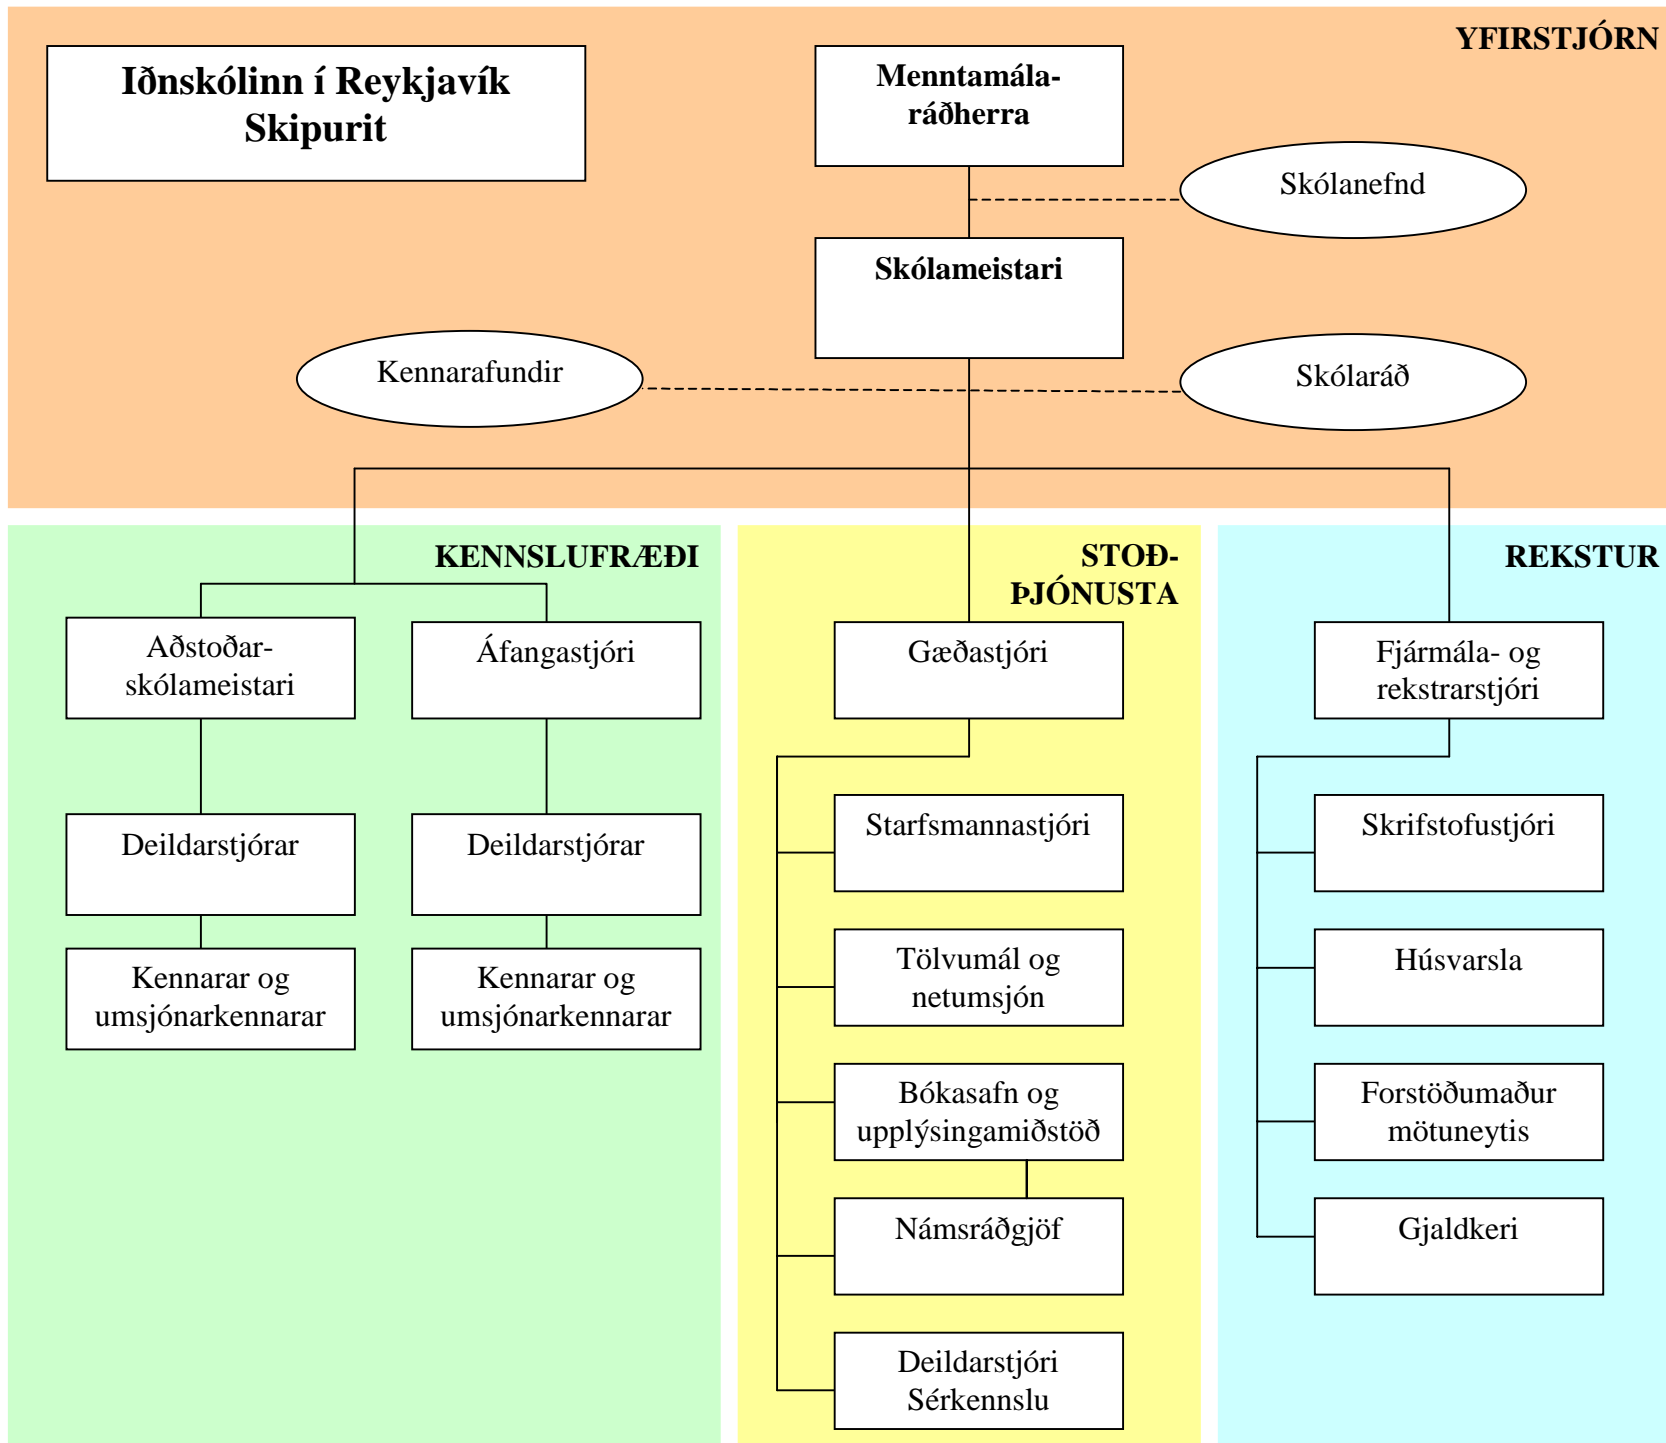 YFIRSTJÓRN
Iðnskólinn í Reykjavík
Skipurit
Menntamála-
ráðherra
Skólanefnd
Skólameistari
Kennarafundir
Skólaráð
KENNSLUFRÆÐI
Aðstoðar-
skólameistari
Áfangastjóri
Deildarstjórar
Deildarstjórar
Kennarar og
umsjónarkennarar
Kennarar og
umsjónarkennarar
STOÐ-
ÞJÓNUSTA
Gæðastjóri
Starfsmannastjóri
Tölvumál og
netumsjón
Bókasafn og
upplýsingamiðstöð
Námsráðgjöf
Deildarstjóri
Sérkennslu
REKSTUR
Fjármála- og
rekstrarstjóri
Skrifstofustjóri
Húsvarsla
Forstöðumaður
mötuneytis
Gjaldkeri